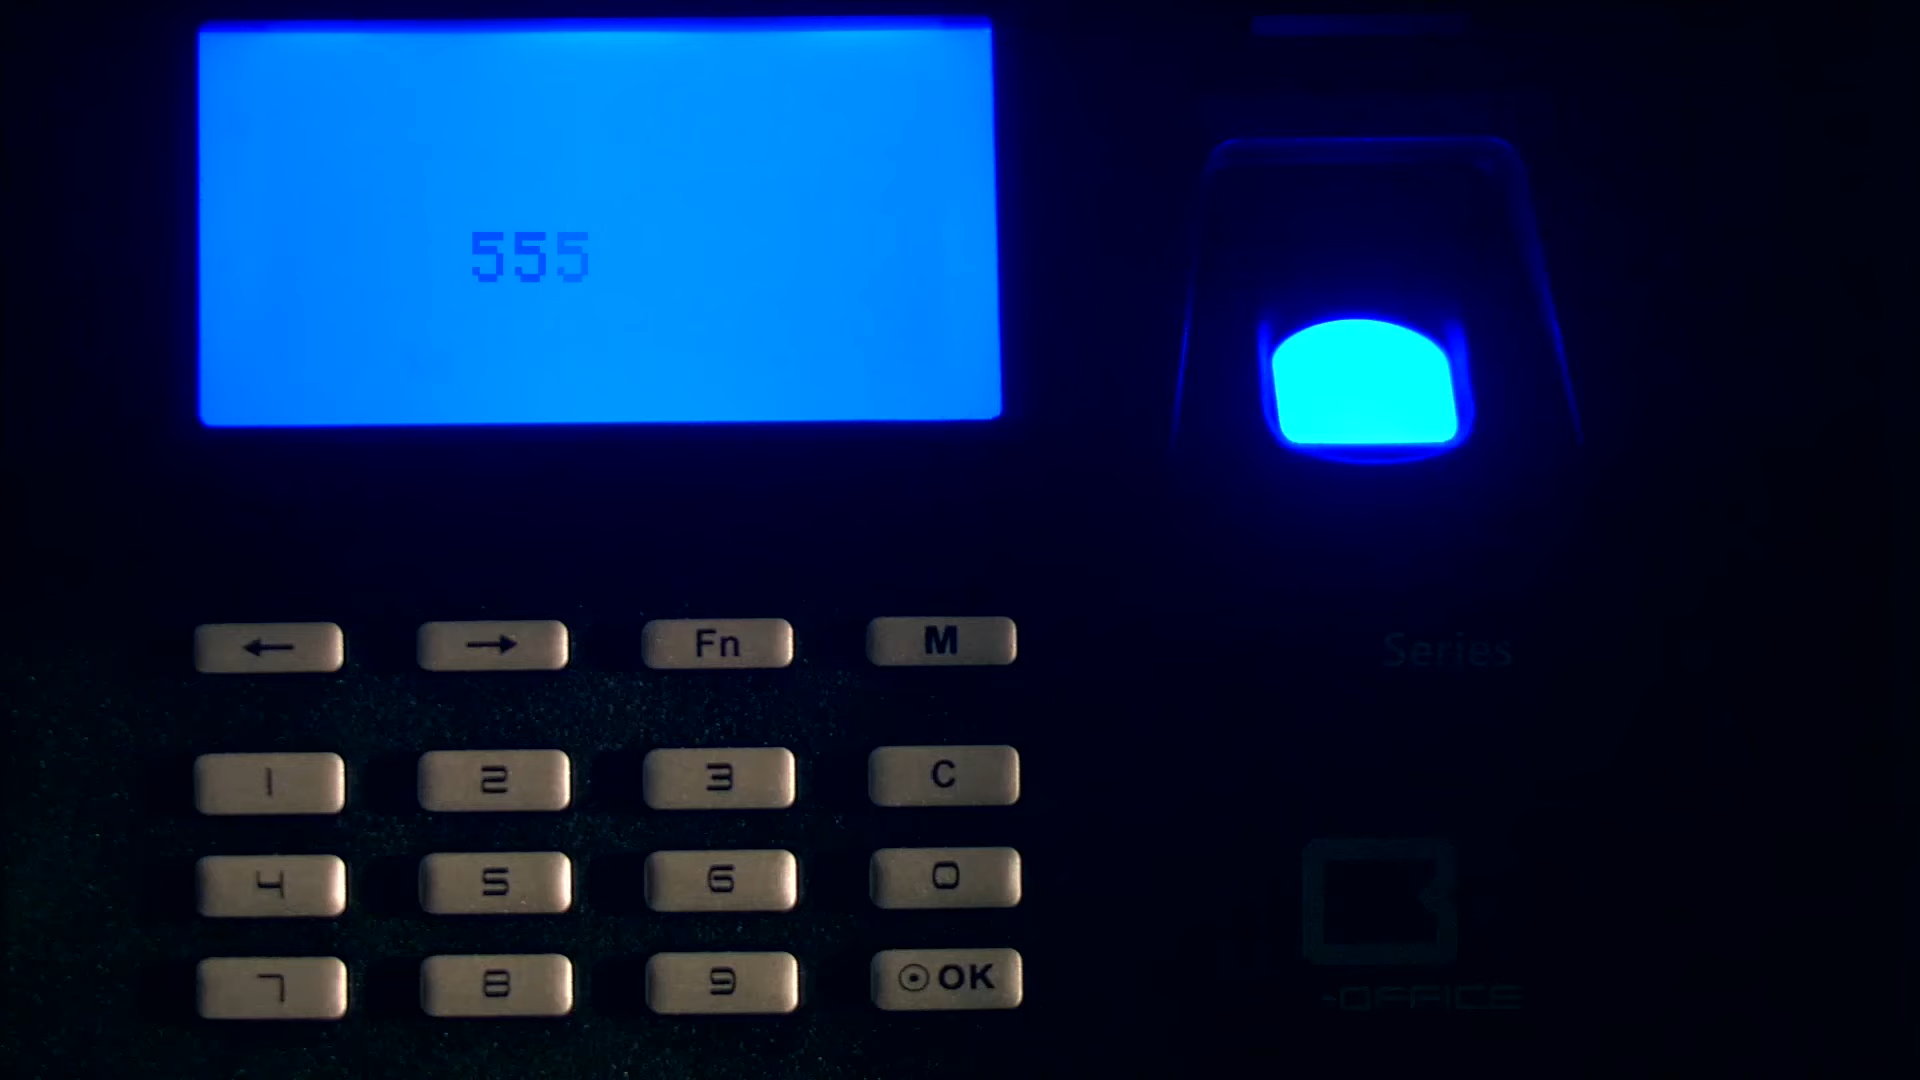 555
← → Fn M
1 2 3 C
4 5 6 0
7 8 9 OK
Series
-OFFICE